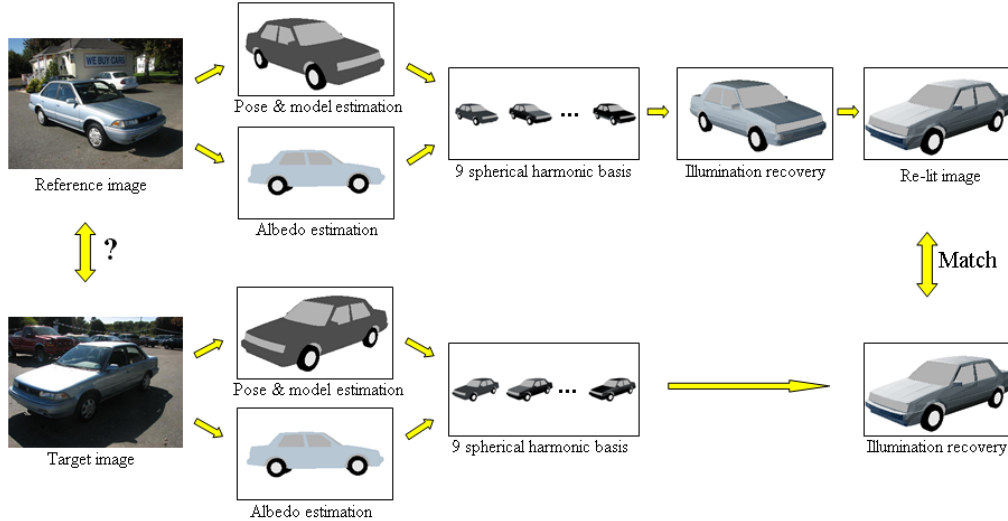 WE BUY CARS
Pose & model estimation
Reference image
Albedo estimation
9 spherical harmonic basis
Illumination recovery
Re-lit image
...
?
Match
Pose & model estimation
Target image
Albedo estimation
9 spherical harmonic basis
Illumination recovery
...